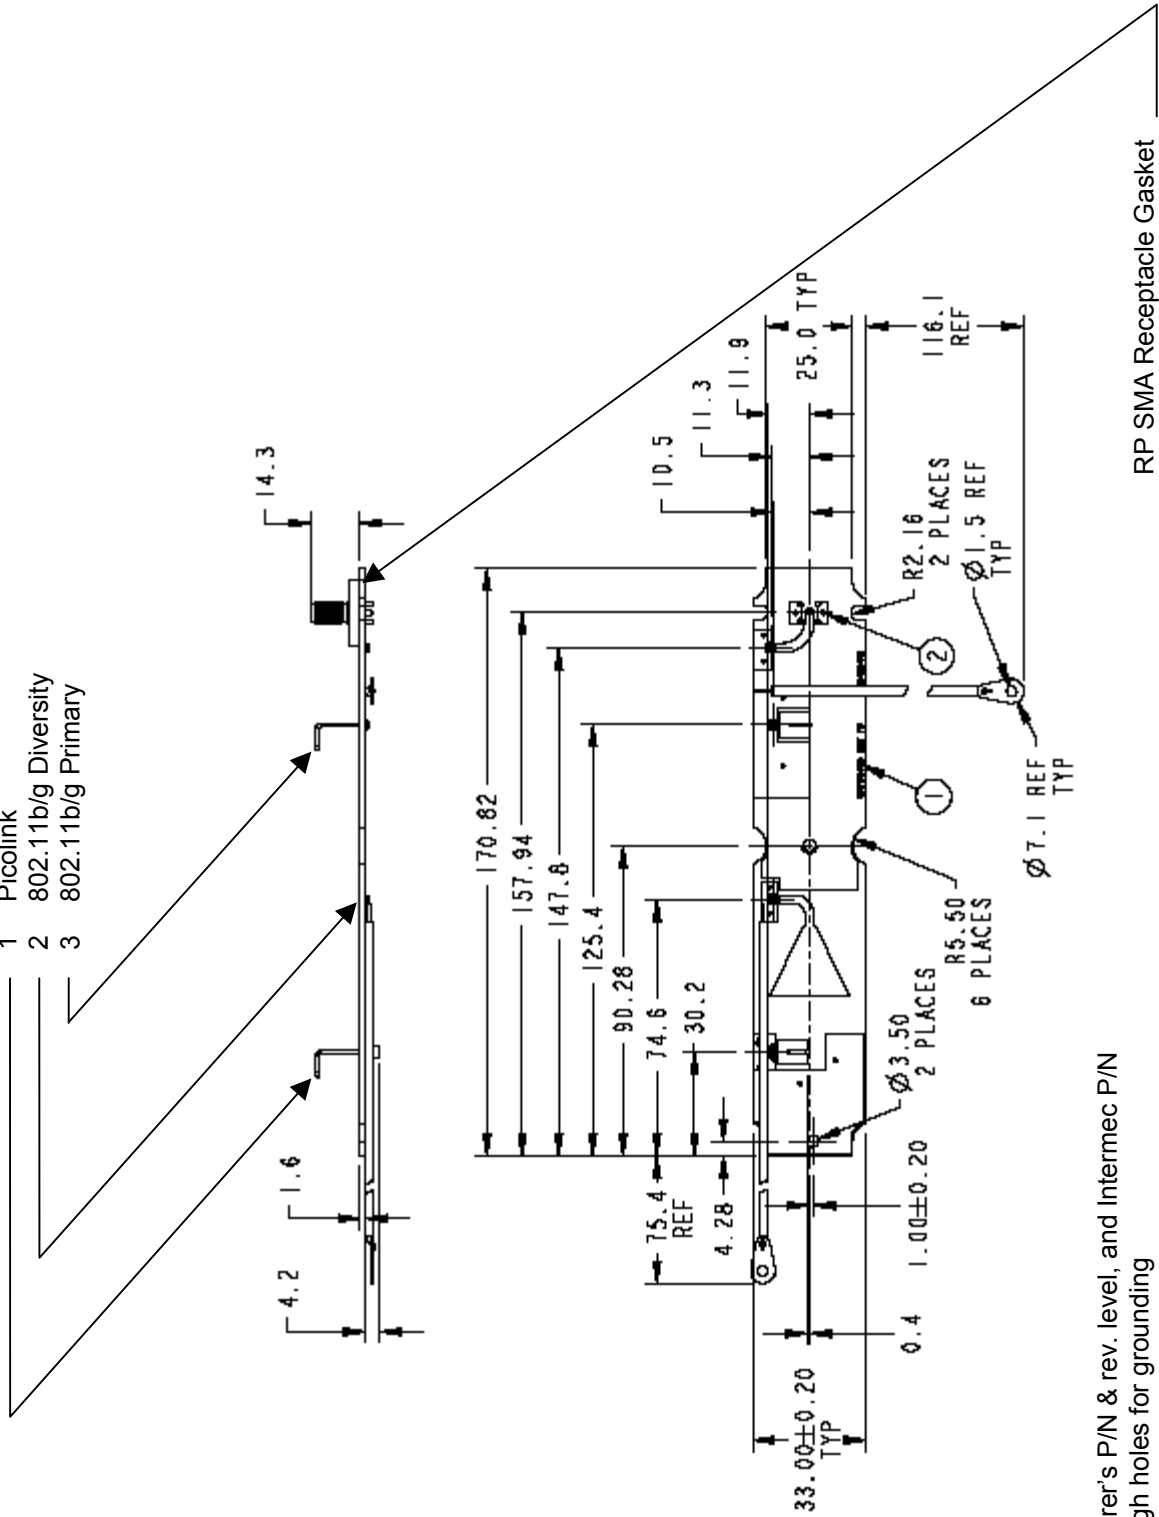 1 Picolink
2 802.11b/g Diversity
3 802.11b/g Primary
14.3
1.6
4.2
170.82
157.94
147.8
125.4
90.28
74.6
30.2
75.4
REF
4.28
10.5
11.3
11.9
25.0 TYP
116.1
REF
R2.16
2 PLACES
Ø1.5 REF
TYP
2
1
Ø7.1 REF
TYP
R5.50
6 PLACES
Ø3.50
2 PLACES
1.00±0.20
0.4
33.00±0.20
TYP
RP SMA Receptacle Gasket
rer's P/N & rev. level, and Intermec P/N
gh holes for grounding